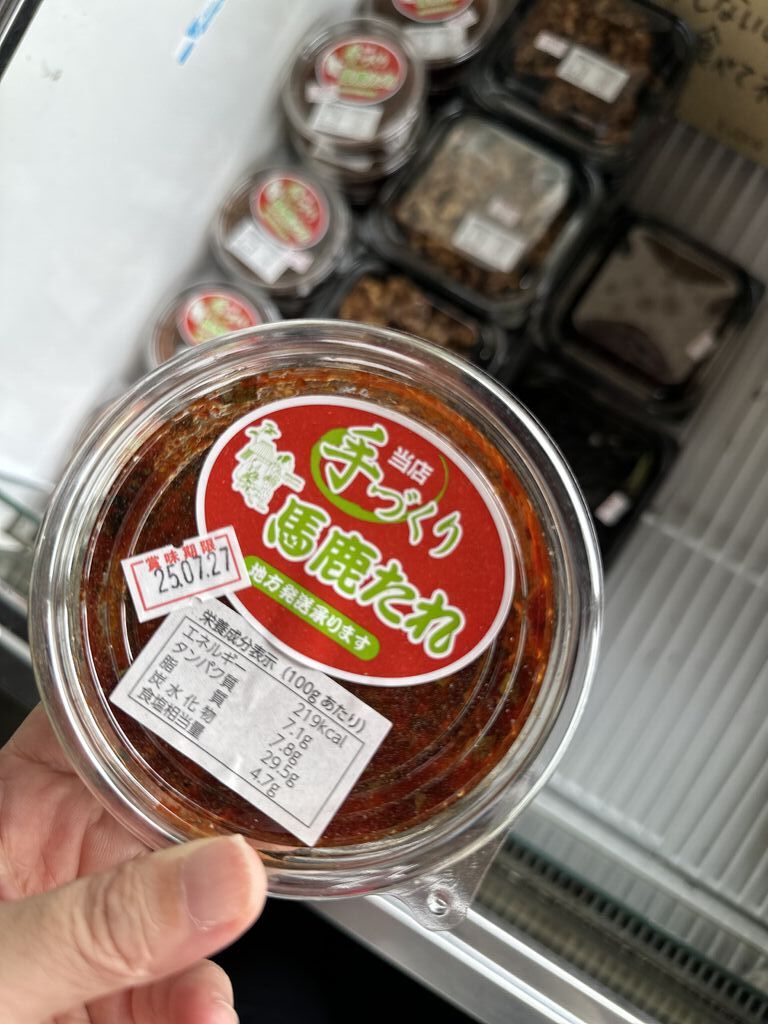 当店
手づくり
馬鹿たれ
地方発送承ります
賞味期限
25.07.27
栄養成分表示 (100gあたり)
エネルギー 219kcal
タンパク質 7.1g
脂質 7.8g
炭水化物 29.5g
食塩相当量 4.7g